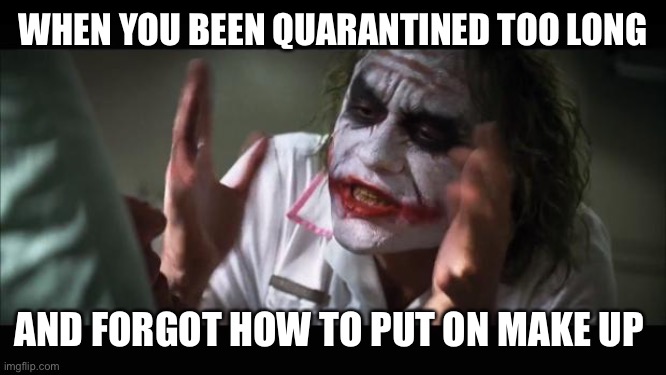 WHEN YOU BEEN QUARANTINED TOO LONG
AND FORGOT HOW TO PUT ON MAKE UP
imgflip.com